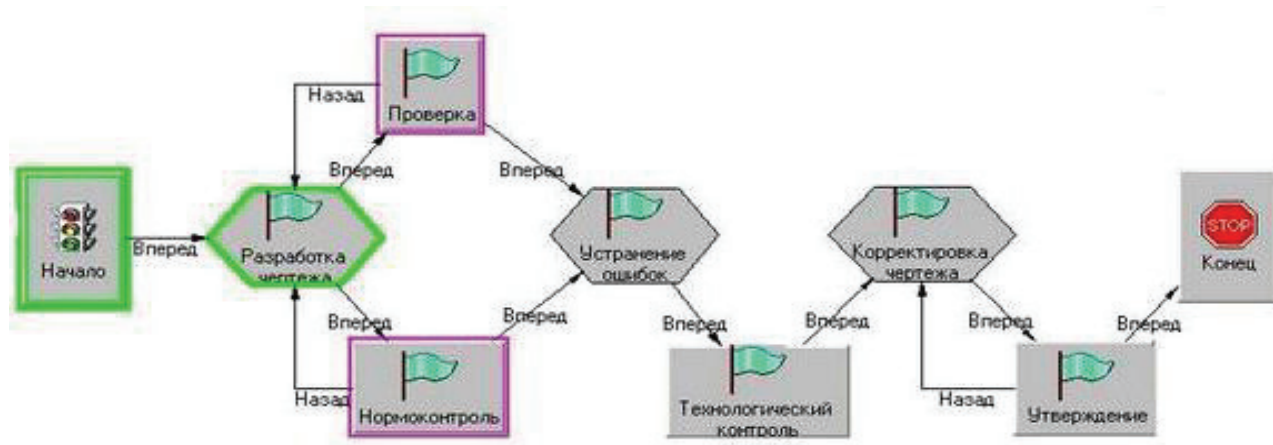 Назад
Проверка
Вперед
Вперед
Начало
Вперед
Разработка
чертежа
Устранение
ошибок
Корректировка
чертежа
STOP
Конец
Вперед
Вперед
Вперед
Вперед
Вперед
Вперед
Назад
Нормоконтроль
Технологический
контроль
Назад
Утверждение